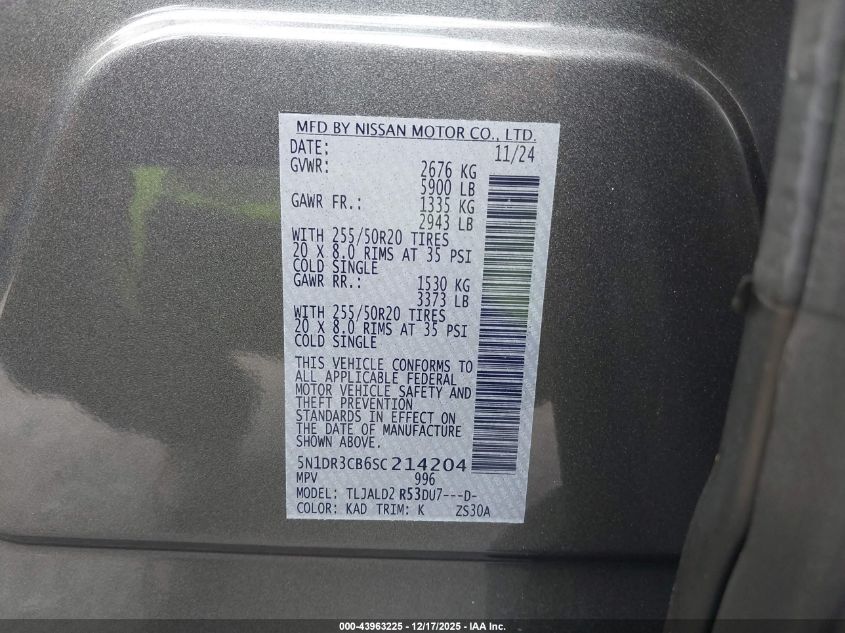 MFD BY NISSAN MOTOR CO., LTD.
DATE: 11/24
GVWR: 2676 KG
5900 LB
GAWR FR.: 1335 KG
2943 LB
WITH 255/50R20 TIRES
20 X 8.0 RIMS AT 35 PSI
COLD SINGLE
GAWR RR.: 1530 KG
3373 LB
WITH 255/50R20 TIRES
20 X 8.0 RIMS AT 35 PSI
COLD SINGLE
THIS VEHICLE CONFORMS TO
ALL APPLICABLE FEDERAL
MOTOR VEHICLE SAFETY AND
THEFT PREVENTION
STANDARDS IN EFFECT ON
THE DATE OF MANUFACTURE
SHOWN ABOVE.
5N1DR3CB6SC214204
MPV 996
MODEL: TLJALD2 R53DU7---D-
COLOR: KAD TRIM: K ZS30A
000-43963225 - 12/17/2025 - IAA Inc.